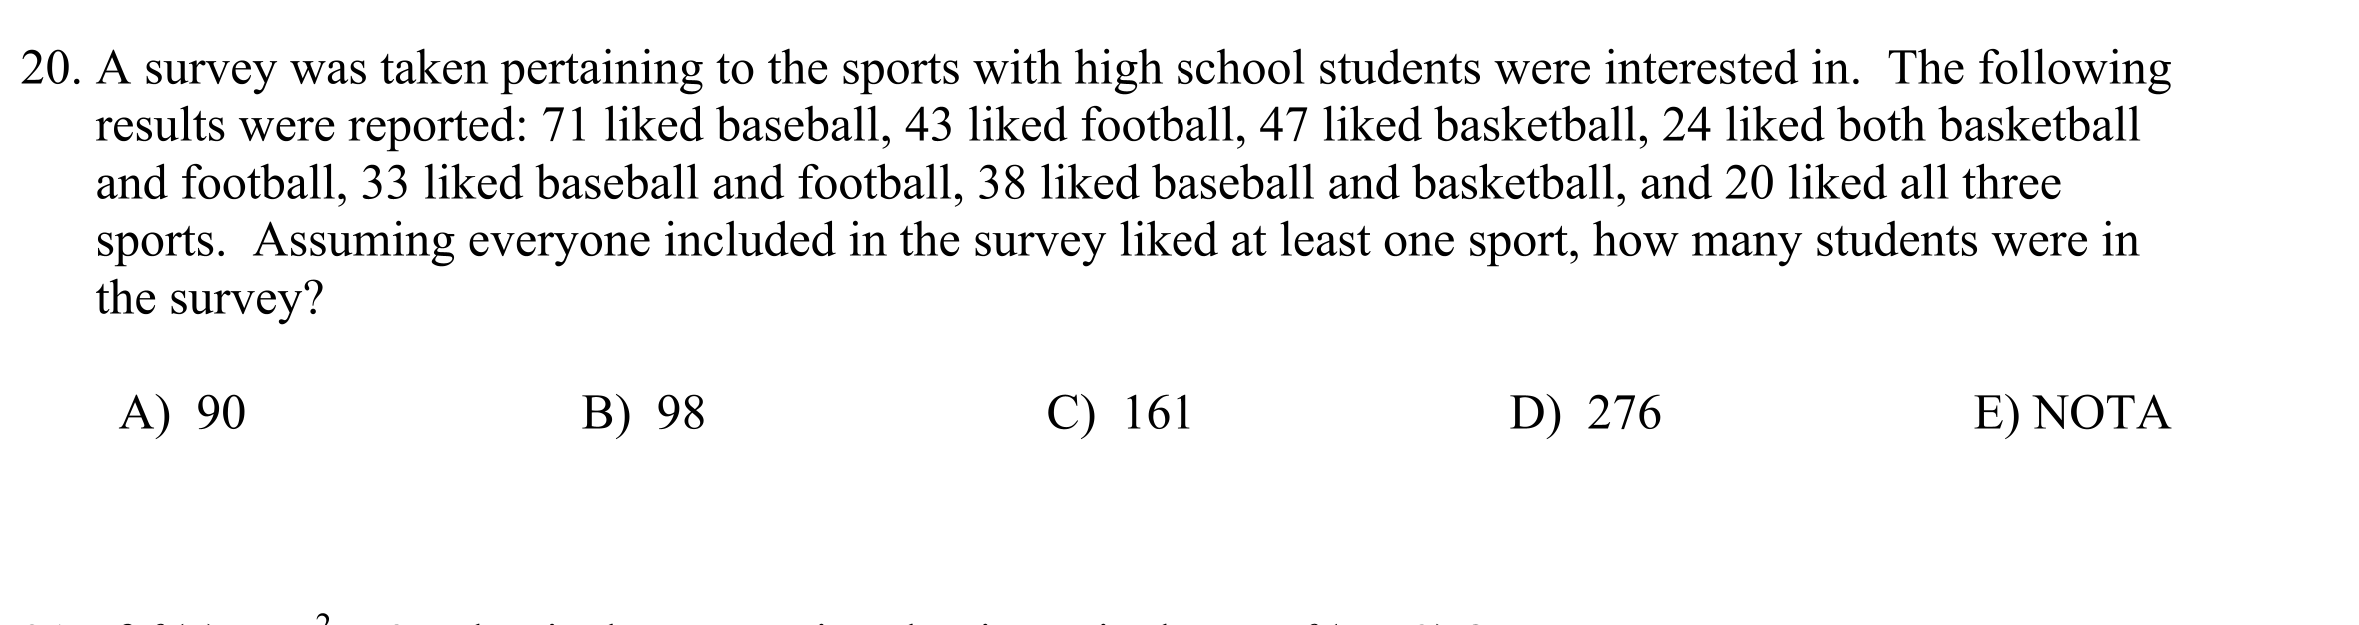 20. A survey was taken pertaining to the sports with high school students were interested in. The following
results were reported: 71 liked baseball, 43 liked football, 47 liked basketball, 24 liked both basketball
and football, 33 liked baseball and football, 38 liked baseball and basketball, and 20 liked all three
sports. Assuming everyone included in the survey liked at least one sport, how many students were in
the survey?
A) 90 B) 98 C) 161 D) 276 E) NOTA